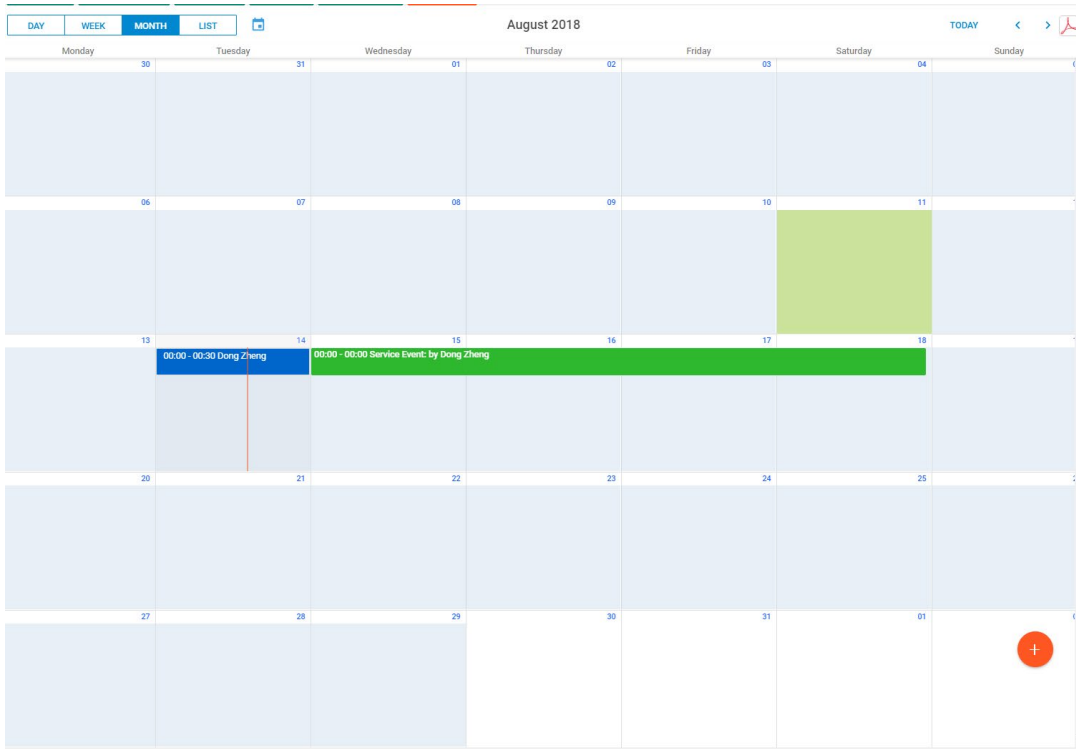 DAY WEEK MONTH LIST August 2018 TODAY
Monday Tuesday Wednesday Thursday Friday Saturday Sunday
30 31 01 02 03 04
06 07 08 09 10 11
13 14 15 16 17 18
00:00 - 00:30 Dong Zheng 00:00 - 00:00 Service Event: by Dong Zheng
20 21 22 23 24 25
27 28 29 30 31 01